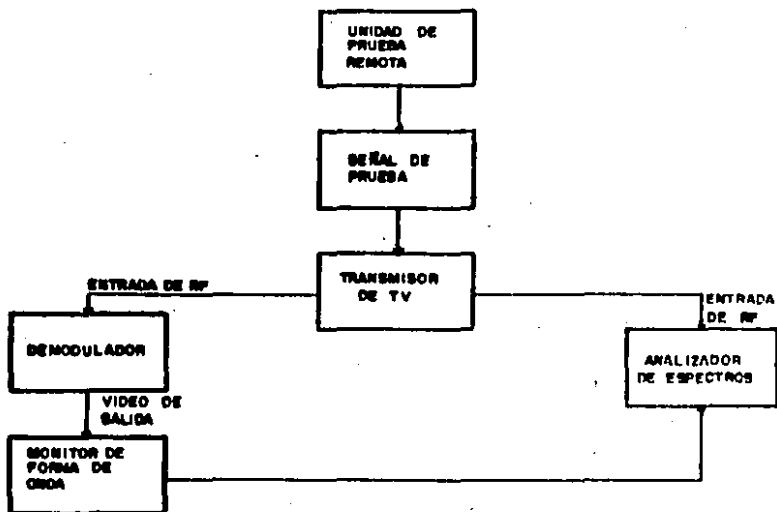 UNIDAD DE
PRUEBA
REMOTA
SEÑAL DE
PRUEBA
TRANSMISOR
DE TV
ENTRADA DE RF
ENTRADA
DE RF
DEMODULADOR
ANALIZADOR
DE ESPECTROS
VIDEO DE
SALIDA
MONITOR DE
FORMA DE
ONDA